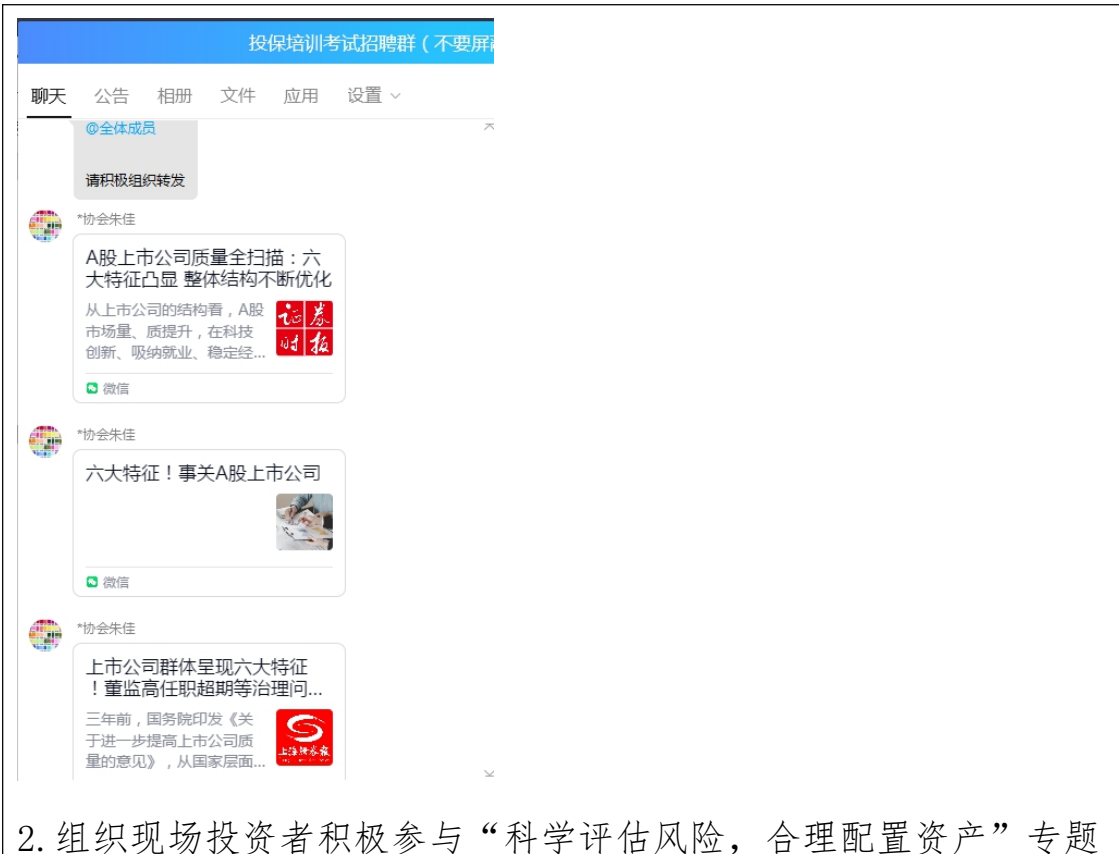 投保培训考试招聘群（不要屏
聊天 公告 相册 文件 应用 设置
@全体成员
请积极组织转发
*协会朱佳
A股上市公司质量全扫描：六
大特征凸显 整体结构不断优化
从上市公司的结构看，A股
市场量、质提升，在科技
创新、吸纳就业、稳定经...
证券
时报
微信
*协会朱佳
六大特征！事关A股上市公司
微信
*协会朱佳
上市公司群体呈现六大特征
！董监高任职超期等治理问...
三年前，国务院印发《关
于进一步提高上市公司质
量的意见》，从国家层面...
上海证券报
2.组织现场投资者积极参与“科学评估风险，合理配置资产”专题